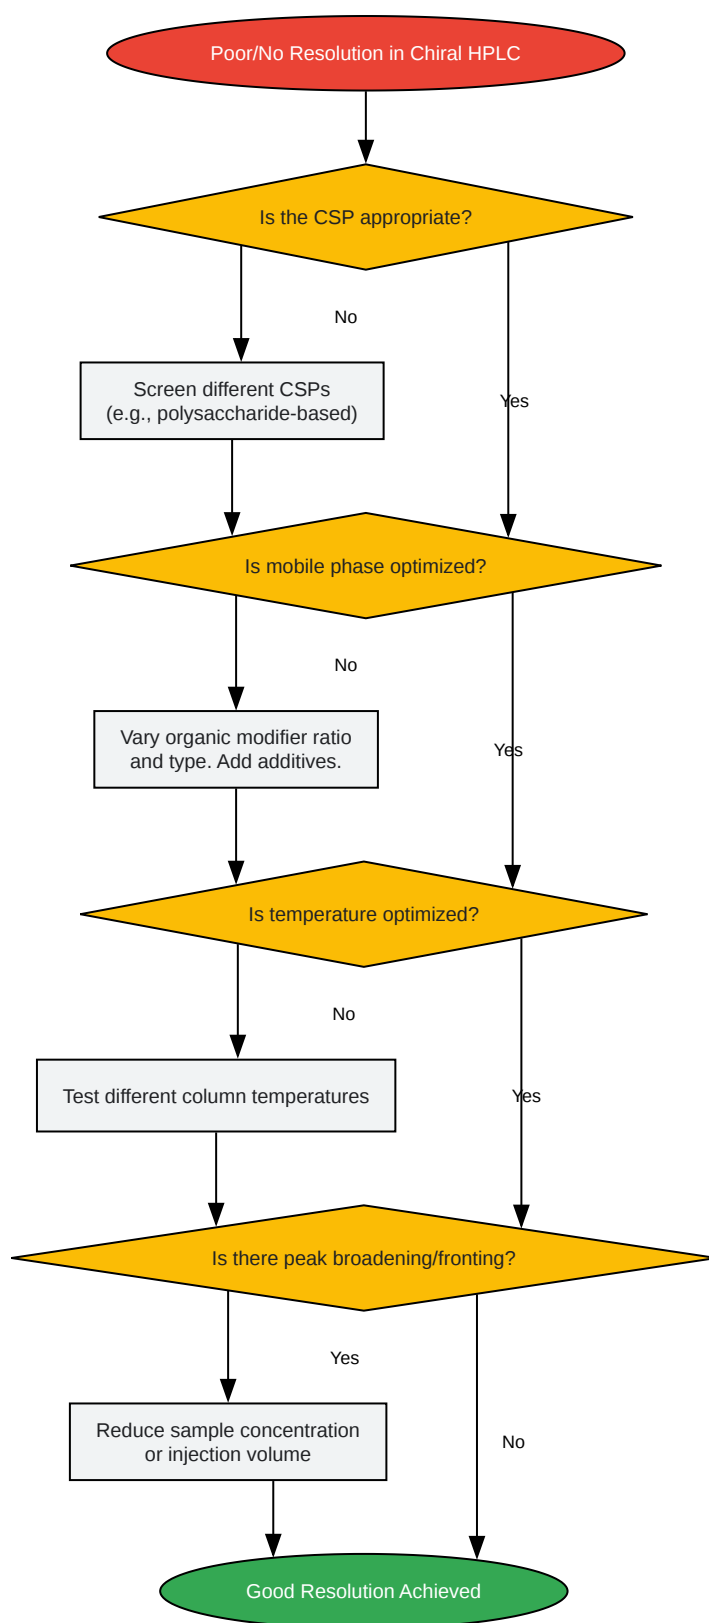 Poor/No Resolution in Chiral HPLC
Is the CSP appropriate?
No
Screen different CSPs
(e.g., polysaccharide-based)
Yes
Is mobile phase optimized?
No
Vary organic modifier ratio
and type. Add additives.
Yes
Is temperature optimized?
No
Test different column temperatures
Yes
Is there peak broadening/fronting?
Yes
Reduce sample concentration
or injection volume
No
Good Resolution Achieved